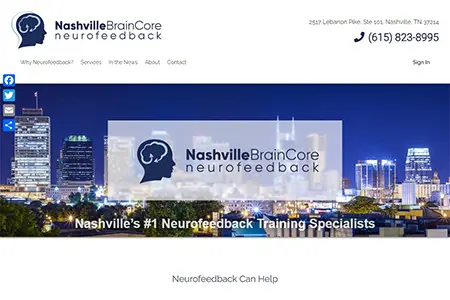 NashvilleBrainCore
neurofeedback
2517 Lebanon Pike, Ste 101, Nashville, TN 37214
(615) 823-8995
Why Neurofeedback? Services In the News About Contact Sign In
NashvilleBrainCore
neurofeedback
Nashville's #1 Neurofeedback Training Specialists
Neurofeedback Can Help